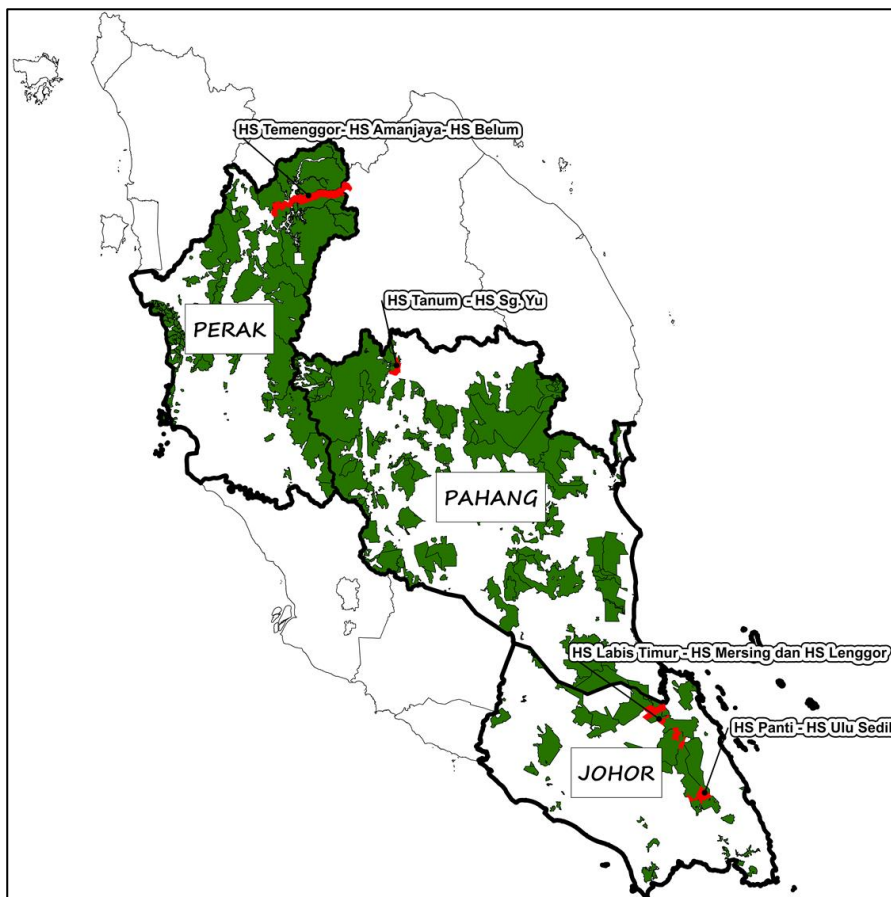 HS Temenggor- HS Amanjaya- HS Belum
HS Tanum - HS Sg. Yu
PERAK
PAHANG
HS Labis Timur - HS Mersing dan HS Lenggor
HS Panti - HS Ulu Sedili
JOHOR